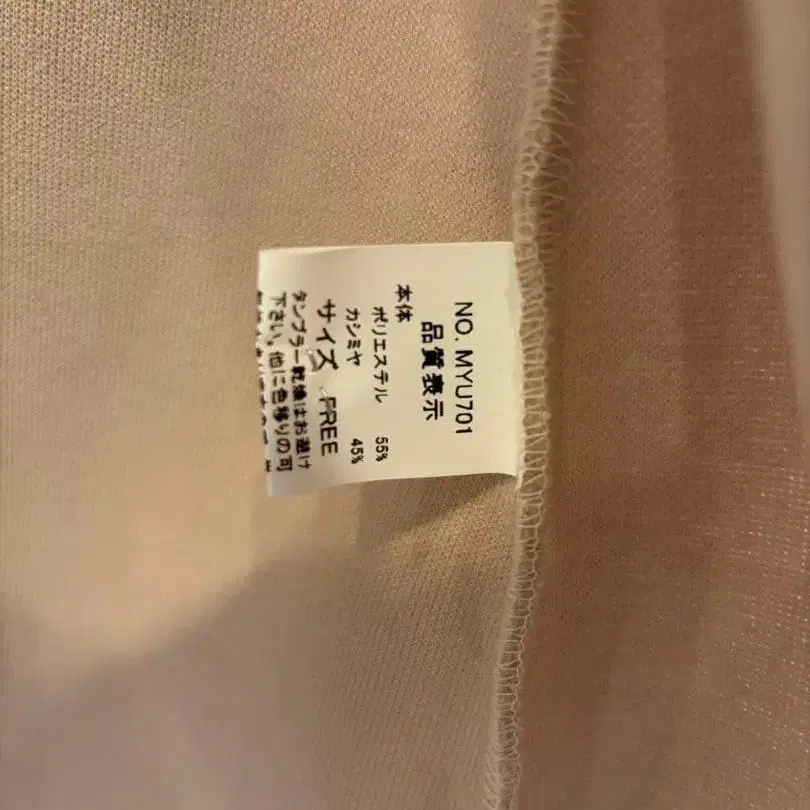 NO. MYU701
品質表示
本体
ポリエステル 55%
カシミヤ 45%
サイズ FREE
タンブラー乾燥はお避け
下さい。他に色移りの可